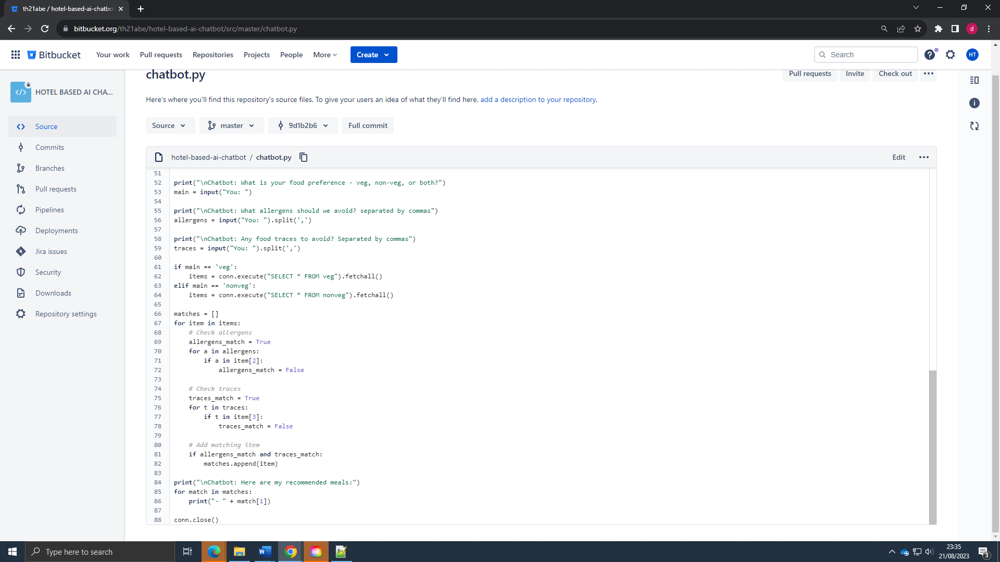 th21abe / hotel-based-ai-chatbo
bitbucket.org/th21abe/hotel-based-ai-chatbot/src/master/chatbot.py
d
Bitbucket
Your work
Pull requests
Repositories
Projects
People
More
Create
Search
HT
HOTEL BASED AI CHA...
Source
Commits
Branches
Pull requests
Pipelines
Deployments
Jira issues
Security
Downloads
Repository settings
chatbot.py
Pull requests
Invite
Check out
Here's where you'll find this repository's source files. To give your users an idea of what they'll find here, add a description to your repository.
Source
master
9d1b2b6
Full commit
hotel-based-ai-chatbot / chatbot.py
Edit
51
52 print("\nChatbot: What is your food preference - veg, non-veg, or both?")
53 main = input("You: ")
54
55 print("\nChatbot: What allergens should we avoid? separated by commas")
56 allergens = input("You: ").split(',')
57
58 print("\nChatbot: Any food traces to avoid? Separated by commas")
59 traces = input("You: ").split(',')
60
61 if main == 'veg':
62     items = conn.execute("SELECT * FROM veg").fetchall()
63 elif main == 'nonveg':
64     items = conn.execute("SELECT * FROM nonveg").fetchall()
65
66 matches = []
67 for item in items:
68     # Check allergens
69     allergens_match = True
70     for a in allergens:
71         if a in item[2]:
72             allergens_match = False
73
74     # Check traces
75     traces_match = True
76     for t in traces:
77         if t in item[3]:
78             traces_match = False
79
80     # Add matching item
81     if allergens_match and traces_match:
82         matches.append(item)
83
84 print("\nChatbot: Here are my recommended meals:")
85 for match in matches:
86     print("- " + match[1])
87
88 conn.close()
Type here to search
23:35
21/08/2023
3